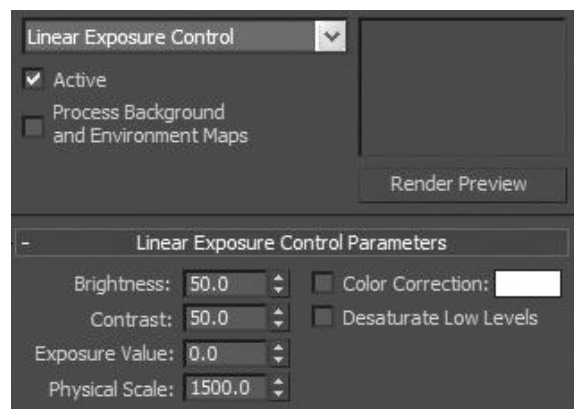 Linear Exposure Control
Active
Process Background
and Environment Maps
Render Preview
- Linear Exposure Control Parameters
Brightness: 50.0
Color Correction:
Contrast: 50.0
Desaturate Low Levels
Exposure Value: 0.0
Physical Scale: 1500.0